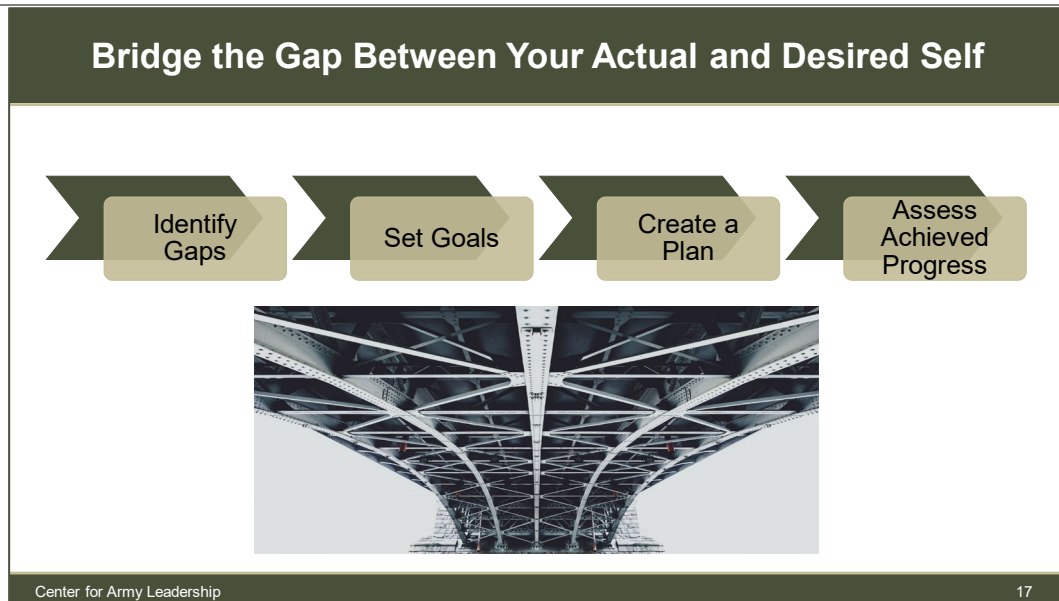 Bridge the Gap Between Your Actual and Desired Self
Identify
Gaps
Set Goals
Create a
Plan
Assess
Achieved
Progress
Center for Army Leadership
17